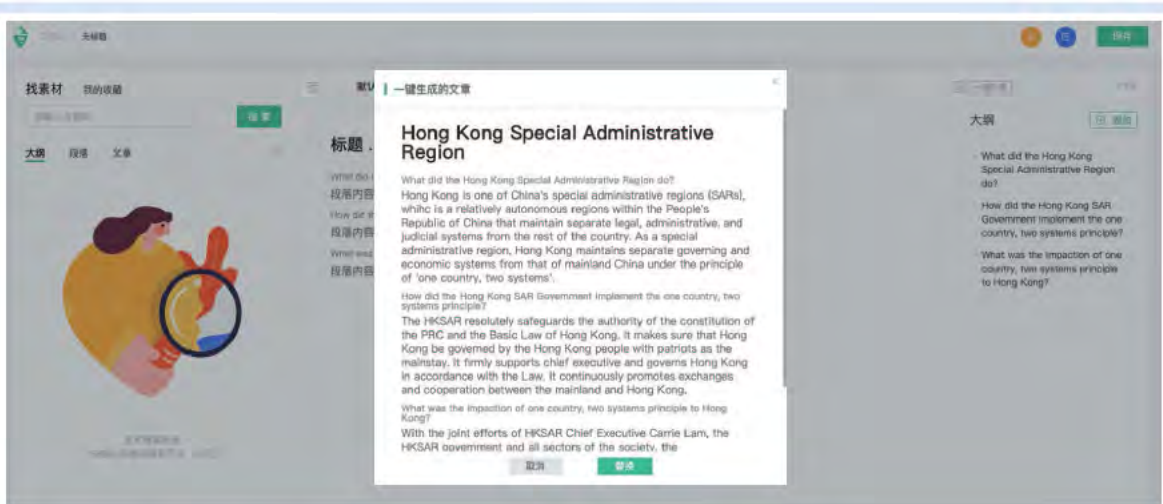 无标题
保存
找素材 我的收藏
搜索
大纲 段落 文章
标题
段落内容
段落内容
段落内容
一键生成的文章
Hong Kong Special Administrative
Region
What did the Hong Kong Special Administrative Region do?
Hong Kong is one of China's special administrative regions (SARs),
whihc is a relatively autonomous regions within the People's
Republic of China that maintain separate legal, administrative, and
judicial systems from the rest of the country. As a special
administrative region, Hong Kong maintains separate governing and
economic systems from that of mainland China under the principle
of 'one country, two systems'.
How did the Hong Kong SAR Government implement the one country, two
systems principle?
The HKSAR resolutely safeguards the authority of the constitution of
the PRC and the Basic Law of Hong Kong. It makes sure that Hong
Kong be governed by the Hong Kong people with patriots as the
mainstay. It firmly supports chief executive and governs Hong Kong
in accordance with the Law. It continuously promotes exchanges
and cooperation between the mainland and Hong Kong.
What was the impaction of one country, two systems principle to Hong
Kong?
With the joint efforts of HKSAR Chief Executive Carrie Lam, the
HKSAR government and all sectors of the society, the
取消 替换
大纲
What did the Hong Kong
Special Administrative Region
do?
How did the Hong Kong SAR
Government implement the one
country, two systems principle?
What was the impaction of one
country, two systems principle
to Hong Kong?